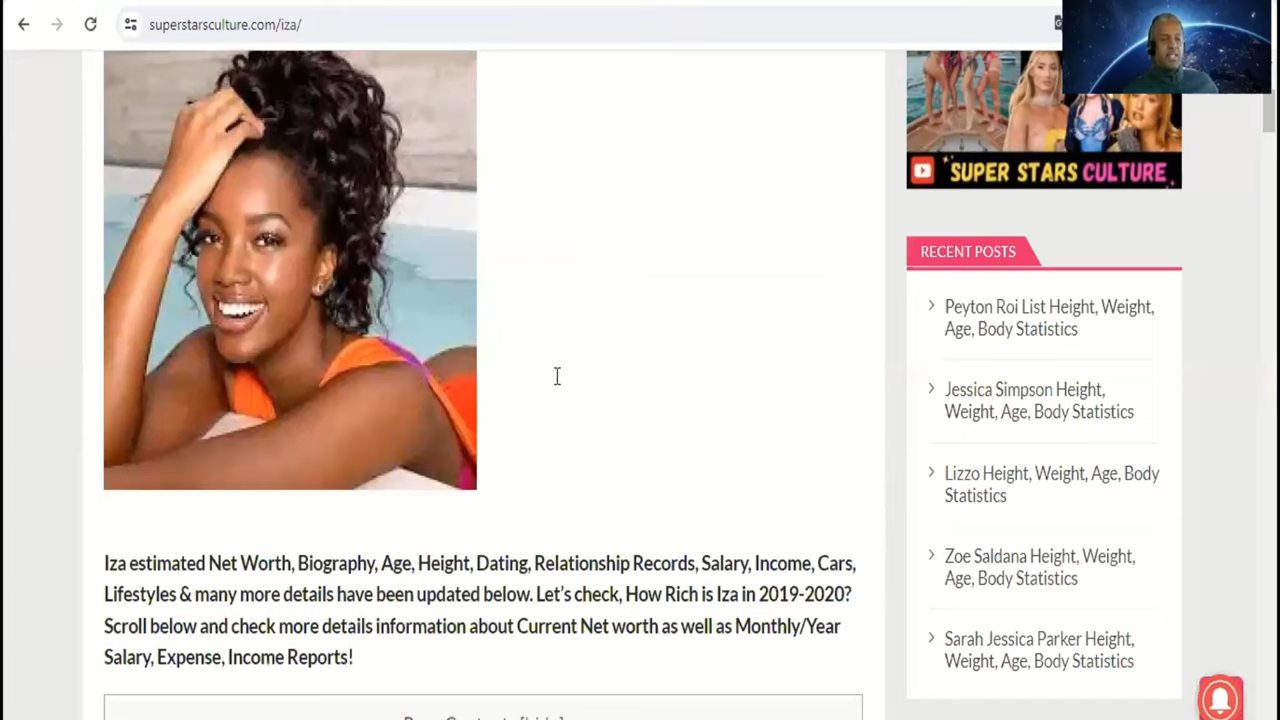 superstarsculture.com/iza/
SUPER STARS CULTURE
RECENT POSTS
Peyton Roi List Height, Weight,
Age, Body Statistics
Jessica Simpson Height,
Weight, Age, Body Statistics
Lizzo Height, Weight, Age, Body
Statistics
Zoe Saldana Height, Weight,
Age, Body Statistics
Sarah Jessica Parker Height,
Weight, Age, Body Statistics
Iza estimated Net Worth, Biography, Age, Height, Dating, Relationship Records, Salary, Income, Cars,
Lifestyles & many more details have been updated below. Let’s check, How Rich is Iza in 2019-2020?
Scroll below and check more details information about Current Net worth as well as Monthly/Year
Salary, Expense, Income Reports!